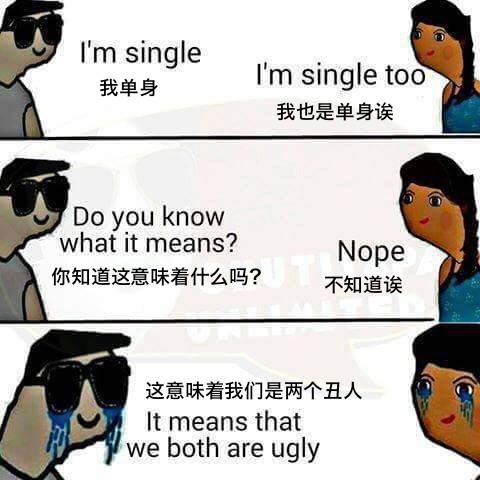 I'm single
我单身
I'm single too
我也是单身诶
Do you know
what it means?
你知道这意味着什么吗?
Nope
不知道诶
UNLIMITED
这意味着我们是两个丑人
It means that
we both are ugly